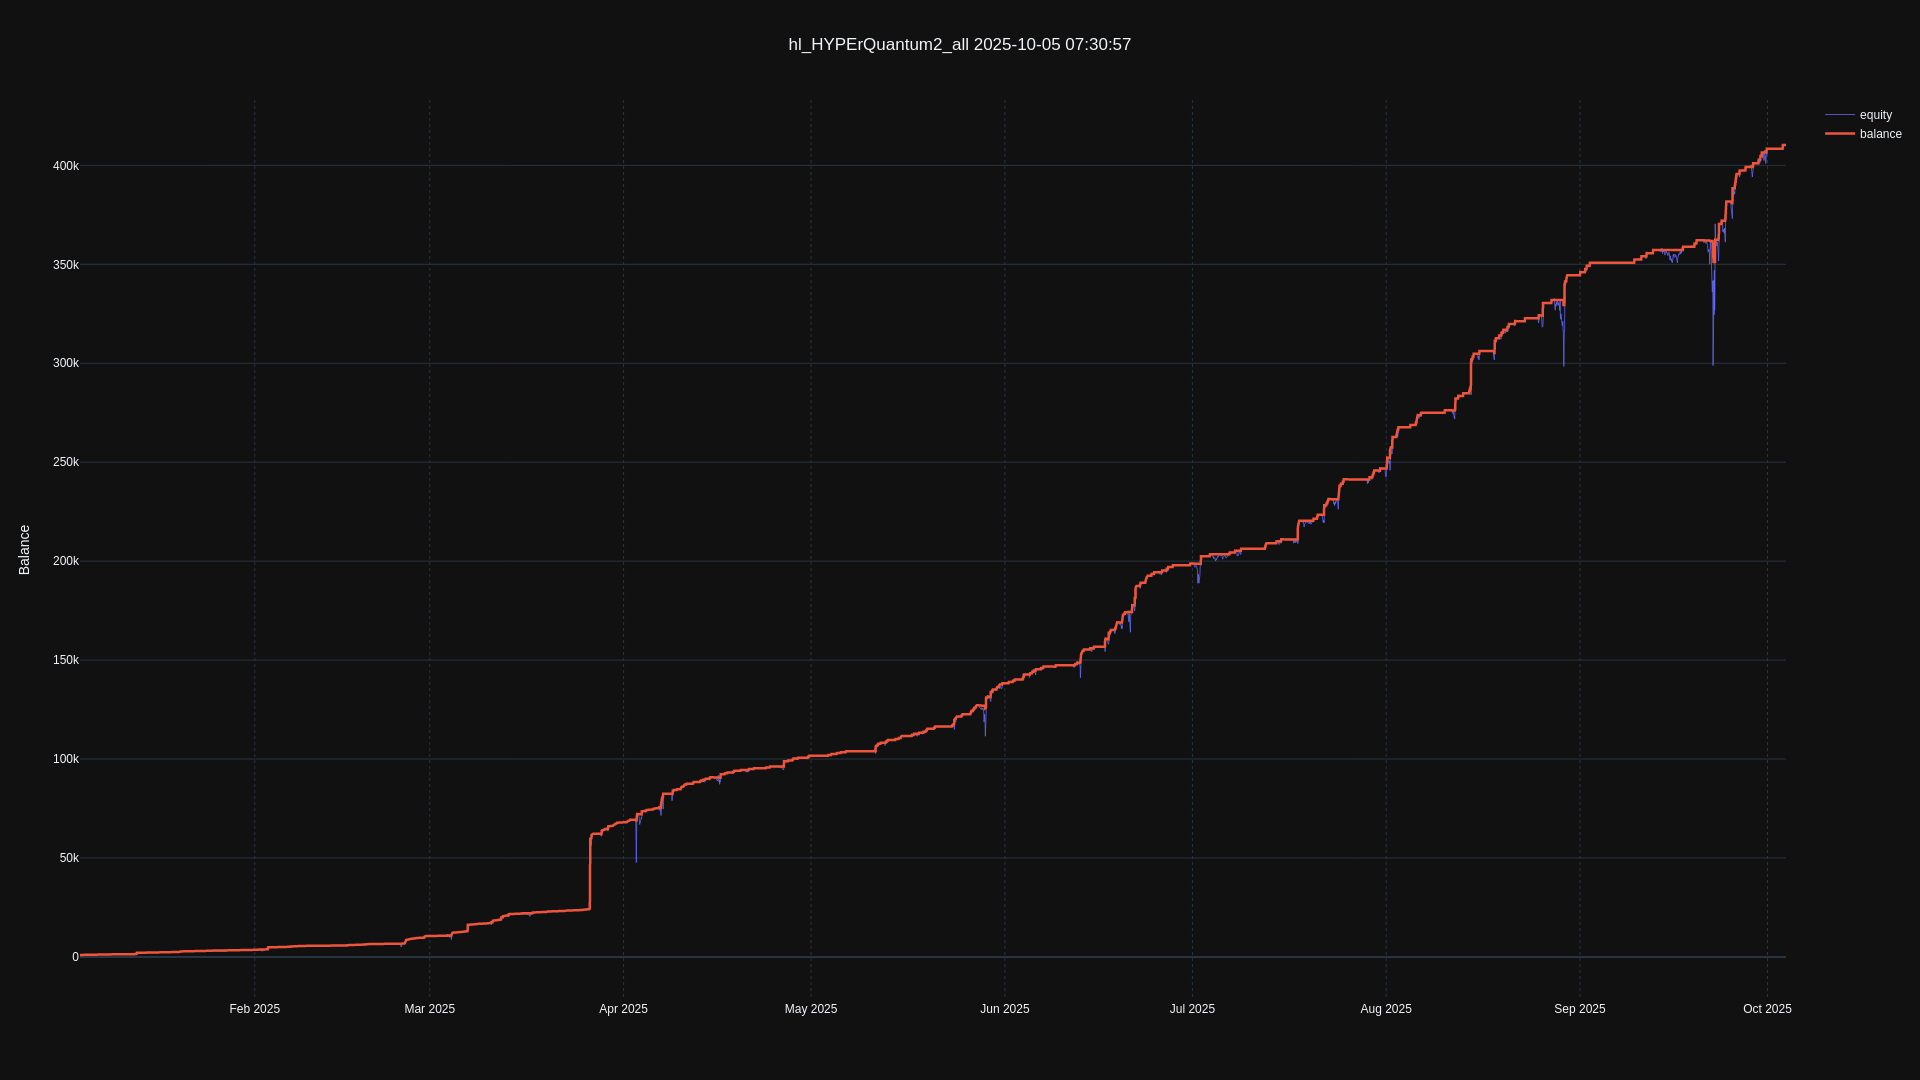 hl_HYPErQuantum2_all 2025-10-05 07:30:57
equity
balance
Balance
400k
350k
300k
250k
200k
150k
100k
50k
0
Feb 2025
Mar 2025
Apr 2025
May 2025
Jun 2025
Jul 2025
Aug 2025
Sep 2025
Oct 2025